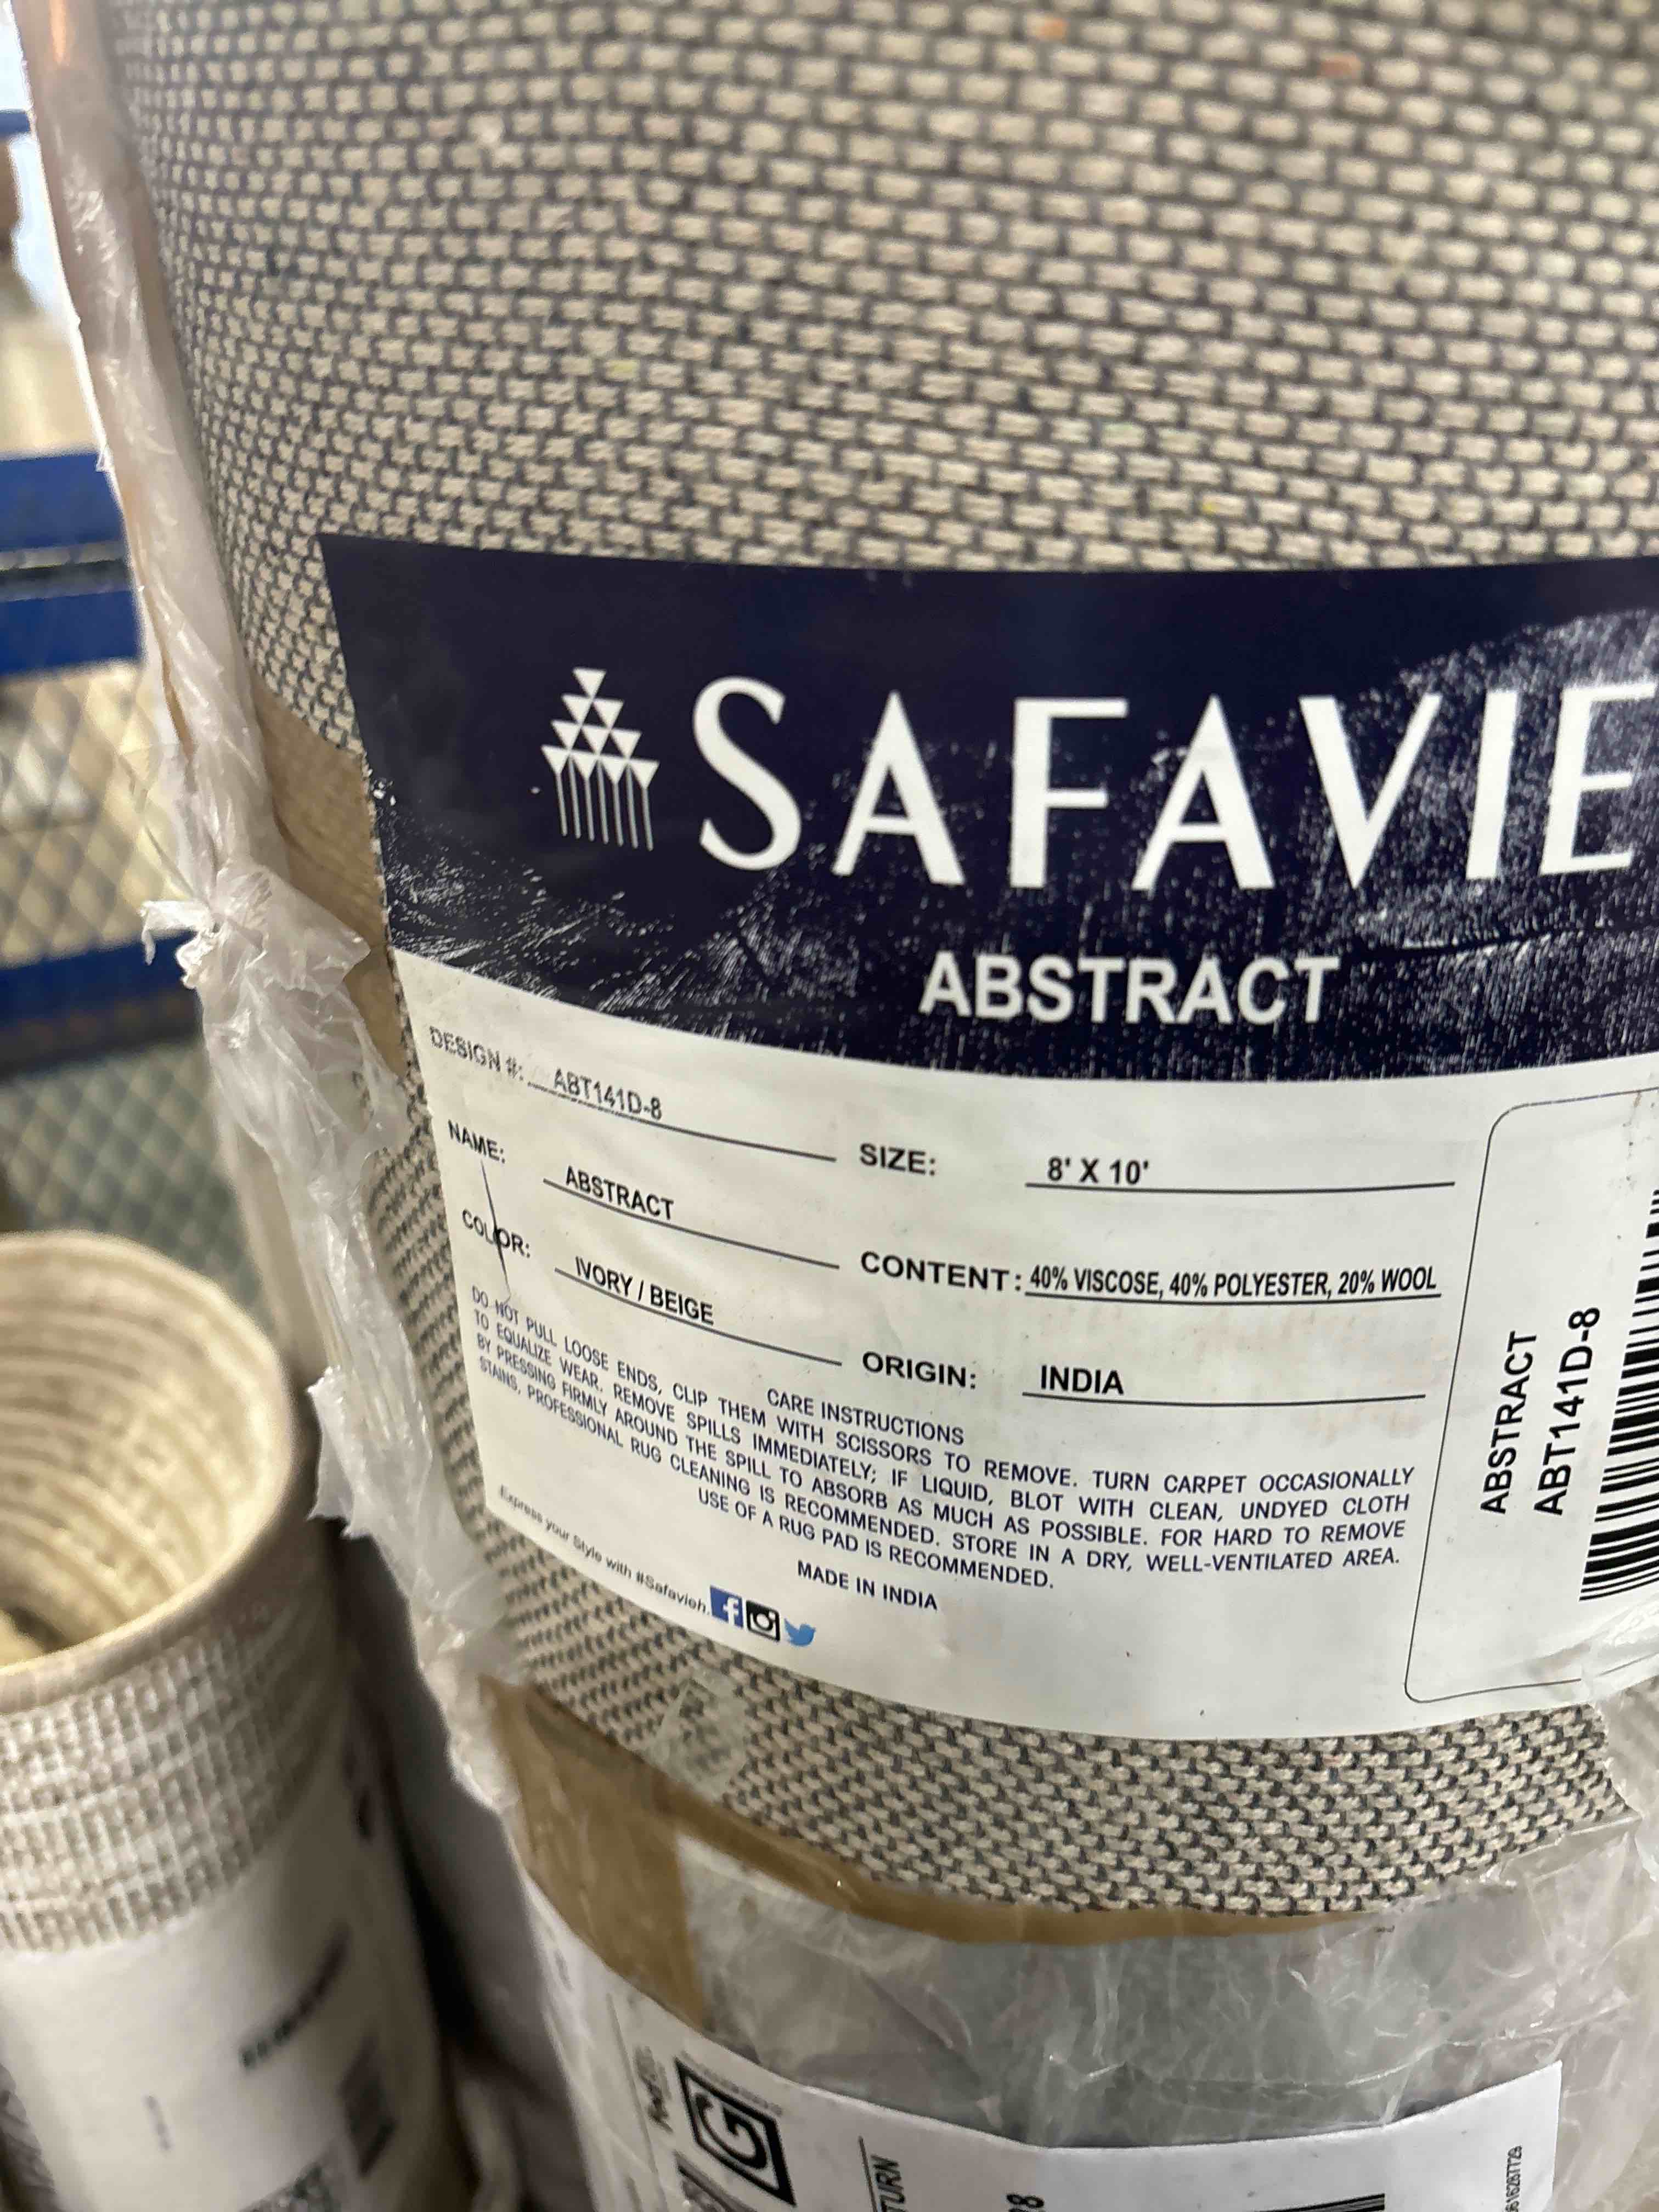 SAFAVIE
ABSTRACT
DESIGN #: ABT141D-8
NAME: ABSTRACT
COLOR: IVORY / BEIGE
SIZE: 8' X 10'
CONTENT: 40% VISCOSE, 40% POLYESTER, 20% WOOL
ORIGIN: INDIA
CARE INSTRUCTIONS
DO NOT PULL LOOSE ENDS, CLIP THEM WITH SCISSORS TO REMOVE. TURN CARPET OCCASIONALLY
TO EQUALIZE WEAR. REMOVE SPILLS IMMEDIATELY; IF LIQUID, BLOT WITH CLEAN, UNDYED CLOTH
BY PRESSING FIRMLY AROUND THE SPILL TO ABSORB AS MUCH AS POSSIBLE. FOR HARD TO REMOVE
STAINS, PROFESSIONAL RUG CLEANING IS RECOMMENDED. STORE IN A DRY, WELL-VENTILATED AREA.
USE OF A RUG PAD IS RECOMMENDED.
MADE IN INDIA
Express your Style with #Safavieh.
ABSTRACT
ABT141D-8
FedEx
G
TURN